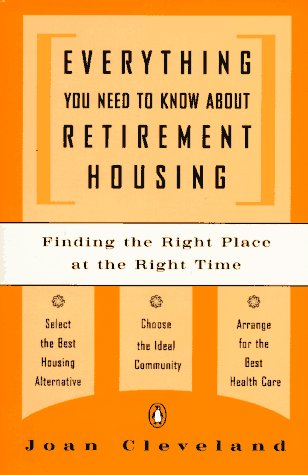 EVERYTHING
YOU NEED TO KNOW ABOUT
RETIREMENT
HOUSING
Finding the Right Place
at the Right Time
Select
the Best
Housing
Alternative
Choose
the Ideal
Community
Arrange
for the
Best
Health Care
Joan Cleveland